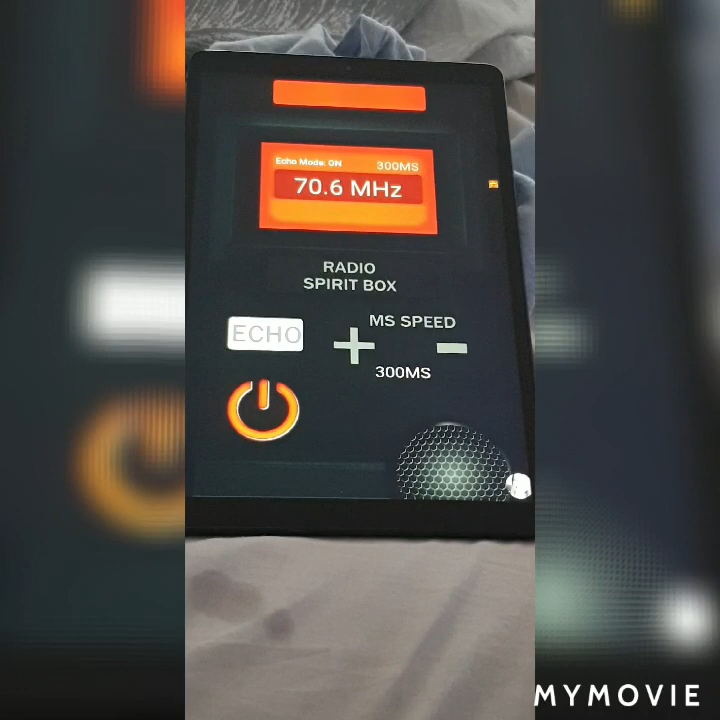 Echo Mode: ON 300MS
70.6 MHz
RADIO
SPIRIT BOX
ECHO
MS SPEED
300MS
MYMOVIE